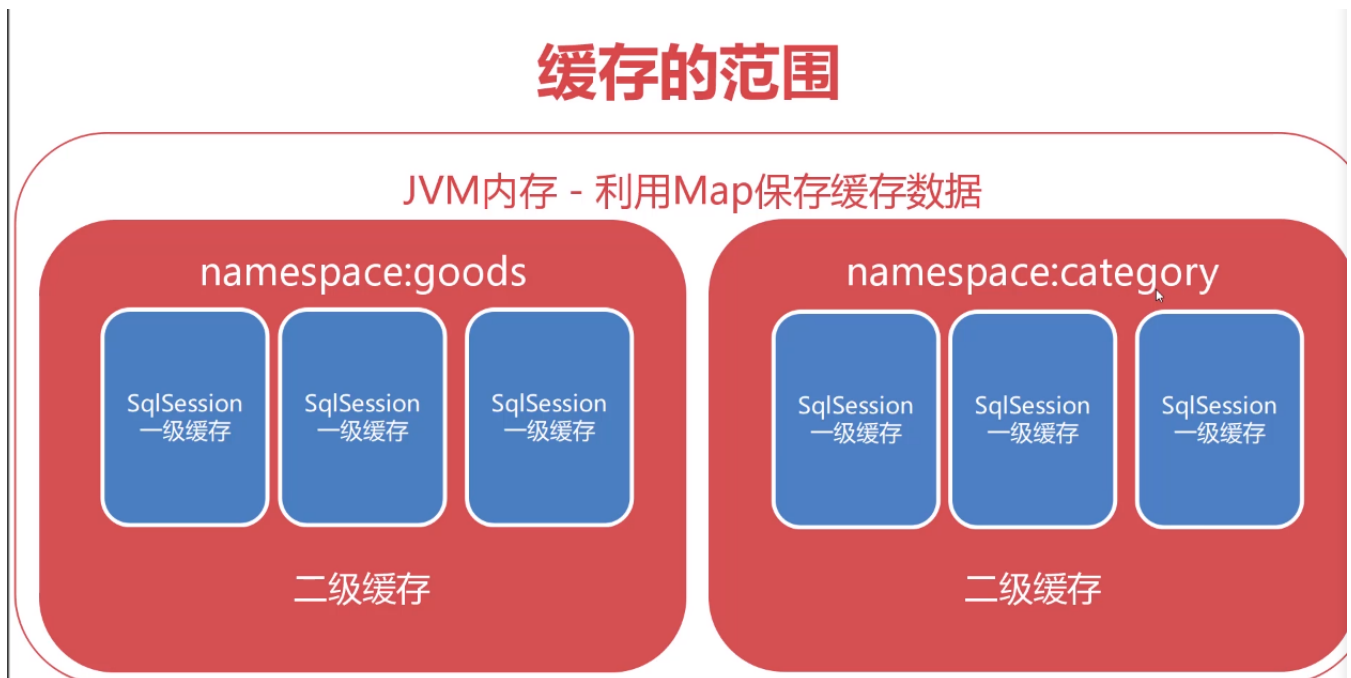 缓存的范围
JVM内存 - 利用Map保存缓存数据
namespace:goods
SqlSession
一级缓存
SqlSession
一级缓存
SqlSession
一级缓存
二级缓存
namespace:category
SqlSession
一级缓存
SqlSession
一级缓存
SqlSession
一级缓存
二级缓存